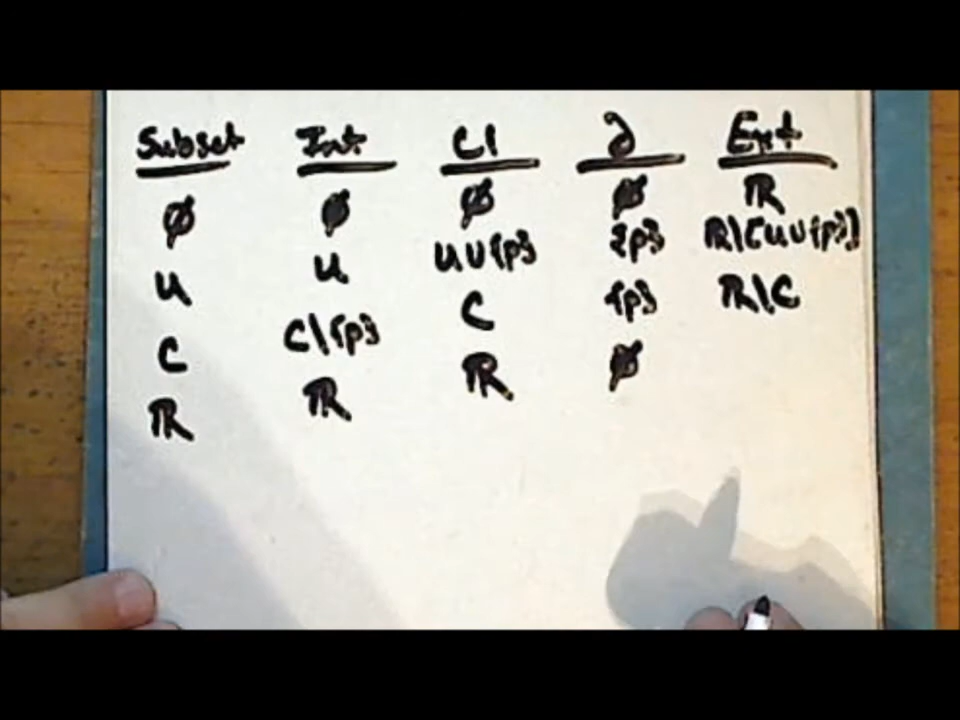 Subset Int Cl ∂ Ext
∅ ∅ ∅ ∅ ℝ
U U U∪{p} {p} ℝ\[U∪{p}]
C C\{p} C {p} ℝ\C
ℝ ℝ ℝ ∅